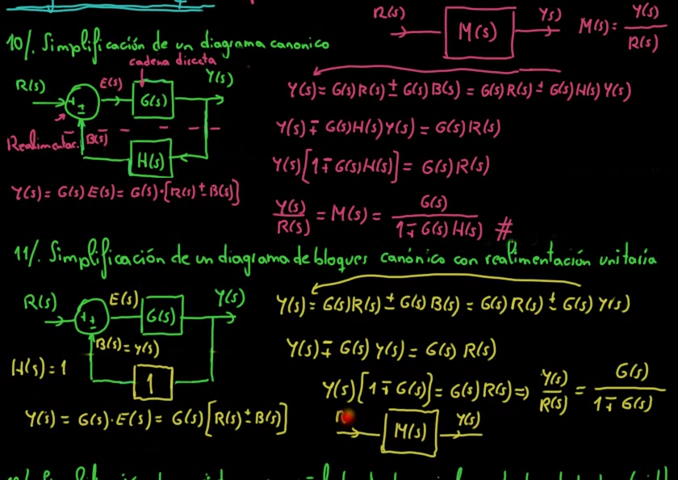 R(s) M(s) Y(s) M(s) = Y(s)/R(s)
10/. Simplificación de un diagrama canonico
cadena directa
R(s) + ± E(s) G(s) Y(s)
Realimentac. B(s) H(s)
Y(s) = G(s) E(s) = G(s)·[R(s) ± B(s)]
Y(s) = G(s)R(s) ± G(s)B(s) = G(s)R(s) ± G(s)H(s)Y(s)
Y(s) ∓ G(s)H(s)Y(s) = G(s)R(s)
Y(s)[1 ∓ G(s)H(s)] = G(s)R(s)
Y(s)/R(s) = M(s) = G(s)/1 ∓ G(s)H(s) #
11/. Simplificación de un diagrama de bloques canónico con realimentación unitaria
R(s) + ± E(s) G(s) Y(s)
B(s) = Y(s)
H(s) = 1
1
Y(s) = G(s)·E(s) = G(s)[R(s) ± B(s)]
Y(s) = G(s)R(s) ± G(s)B(s) = G(s)R(s) ± G(s)Y(s)
Y(s) ∓ G(s)Y(s) = G(s)R(s)
Y(s)[1 ∓ G(s)] = G(s)R(s) ⇒ Y(s)/R(s) = G(s)/1 ∓ G(s)
M(s) Y(s)